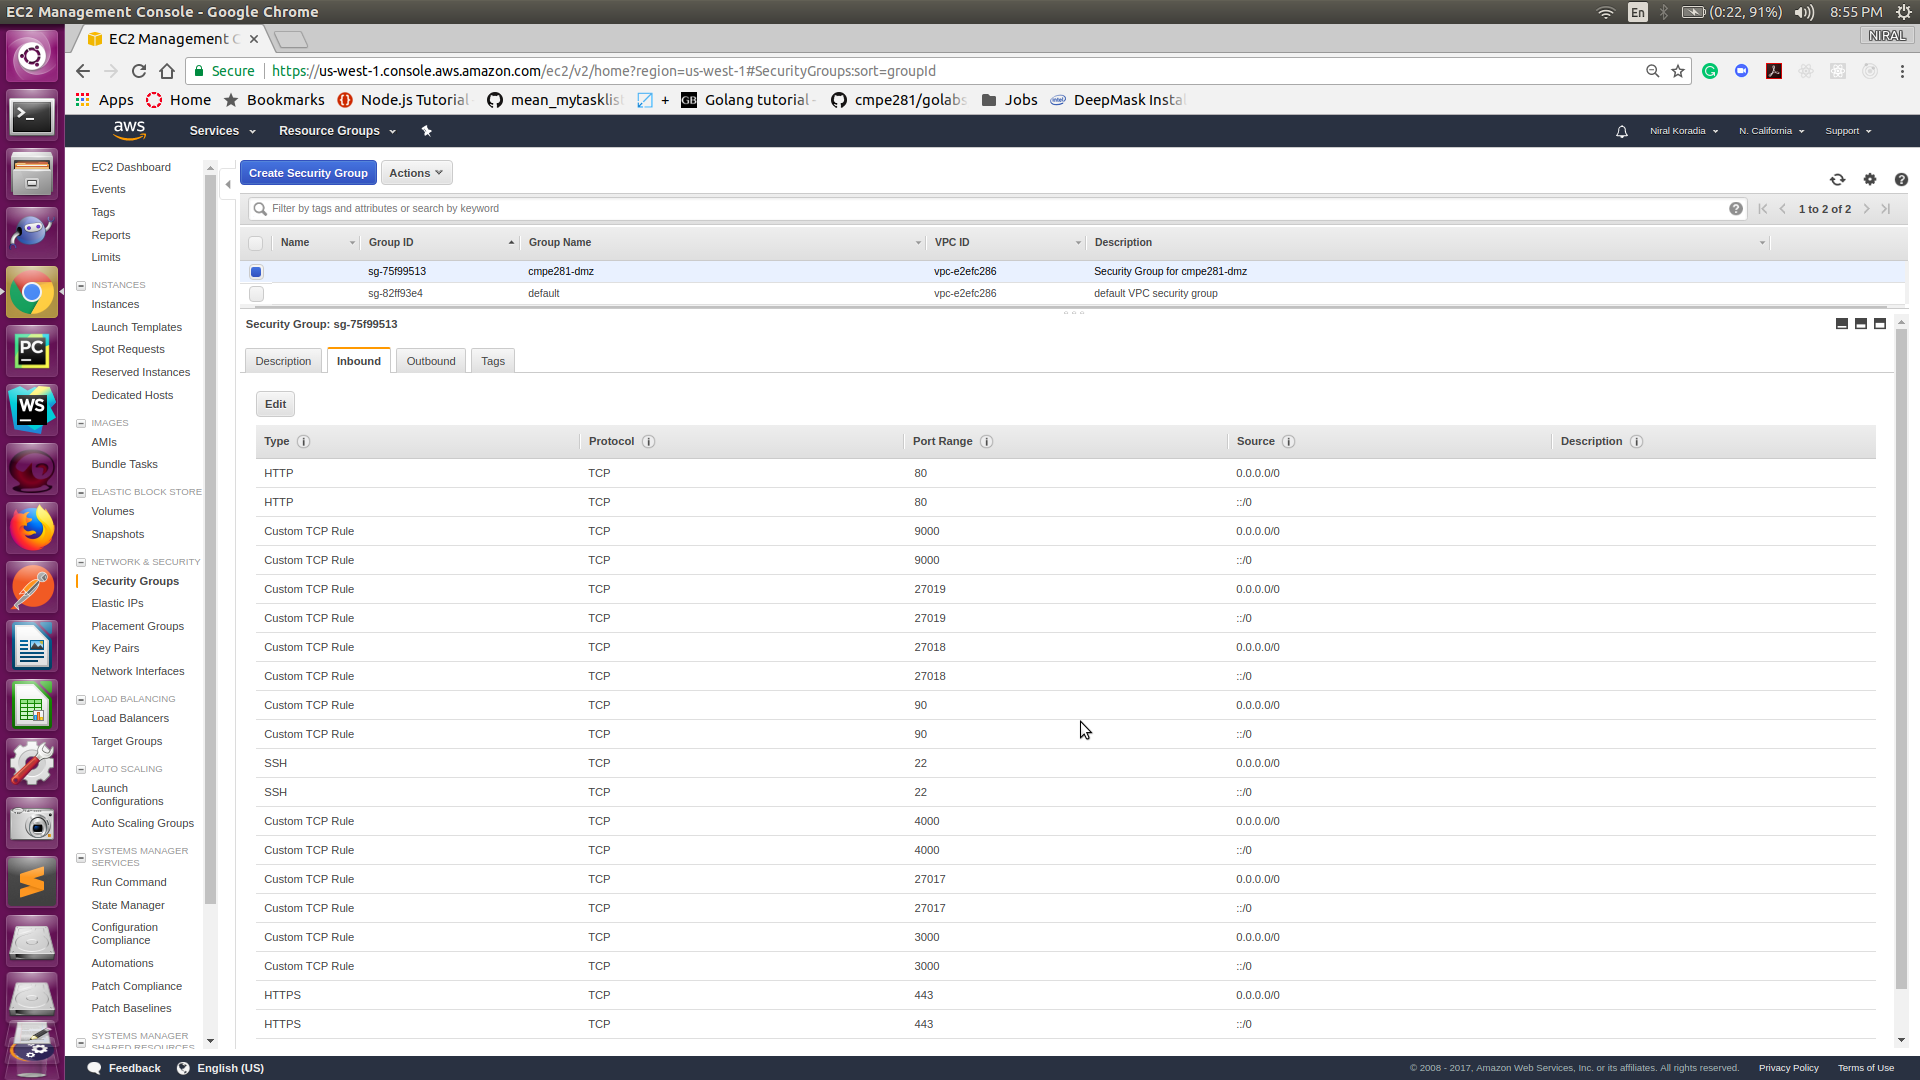 EC2 Management Console - Google Chrome
En (0:22, 91%) 8:55 PM
EC2 Management C
NIRAL
Secure https://us-west-1.console.aws.amazon.com/ec2/v2/home?region=us-west-1#SecurityGroups:sort=groupId
Apps Home Bookmarks Node.js Tutorial mean_mytasklis + GB Golang tutorial cmpe281/golabs Jobs DeepMask Instal
aws Services Resource Groups Niral Koradia N. California Support
EC2 Dashboard
Events
Tags
Reports
Limits
INSTANCES
Instances
Launch Templates
Spot Requests
Reserved Instances
Dedicated Hosts
IMAGES
AMIs
Bundle Tasks
ELASTIC BLOCK STORE
Volumes
Snapshots
NETWORK & SECURITY
Security Groups
Elastic IPs
Placement Groups
Key Pairs
Network Interfaces
LOAD BALANCING
Load Balancers
Target Groups
AUTO SCALING
Launch
Configurations
Auto Scaling Groups
SYSTEMS MANAGER
SERVICES
Run Command
State Manager
Configuration
Compliance
Automations
Patch Compliance
Patch Baselines
SYSTEMS MANAGER
SHARED RESOURCES
Create Security Group Actions
Filter by tags and attributes or search by keyword
1 to 2 of 2
Name Group ID Group Name VPC ID Description
sg-75f99513 cmpe281-dmz vpc-e2efc286 Security Group for cmpe281-dmz
sg-82ff93e4 default vpc-e2efc286 default VPC security group
Security Group: sg-75f99513
Description Inbound Outbound Tags
Edit
Type Protocol Port Range Source Description
HTTP TCP 80 0.0.0.0/0
HTTP TCP 80 ::/0
Custom TCP Rule TCP 9000 0.0.0.0/0
Custom TCP Rule TCP 9000 ::/0
Custom TCP Rule TCP 27019 0.0.0.0/0
Custom TCP Rule TCP 27019 ::/0
Custom TCP Rule TCP 27018 0.0.0.0/0
Custom TCP Rule TCP 27018 ::/0
Custom TCP Rule TCP 90 0.0.0.0/0
Custom TCP Rule TCP 90 ::/0
SSH TCP 22 0.0.0.0/0
SSH TCP 22 ::/0
Custom TCP Rule TCP 4000 0.0.0.0/0
Custom TCP Rule TCP 4000 ::/0
Custom TCP Rule TCP 27017 0.0.0.0/0
Custom TCP Rule TCP 27017 ::/0
Custom TCP Rule TCP 3000 0.0.0.0/0
Custom TCP Rule TCP 3000 ::/0
HTTPS TCP 443 0.0.0.0/0
HTTPS TCP 443 ::/0
PC
WS
Feedback English (US)
© 2008 - 2017, Amazon Web Services, Inc. or its affiliates. All rights reserved. Privacy Policy Terms of Use